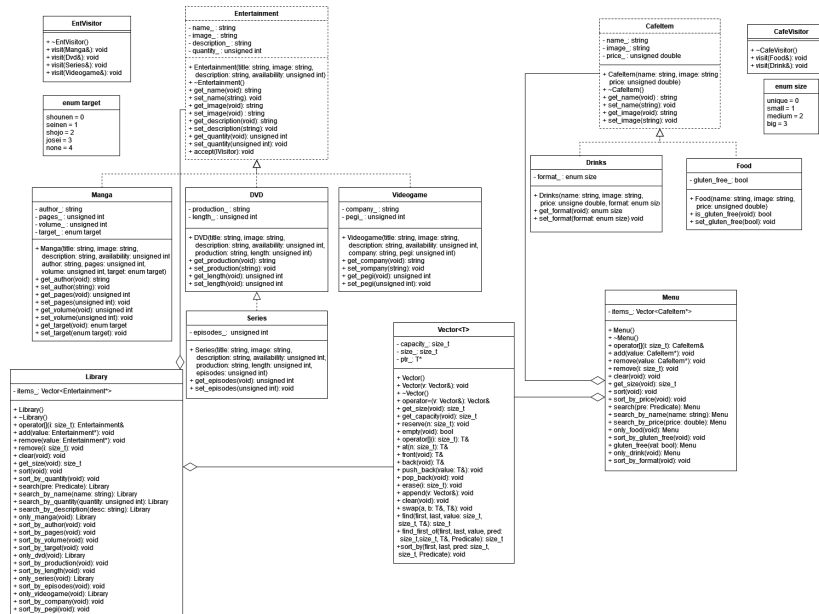 EntVisitor
+ ~EntVisitor()
+ visit(Manga&): void
+ visit(Dvd&): void
+ visit(Series&): void
+ visit(Videogame&): void
enum target
shounen = 0
seinen = 1
shojo = 2
josei = 3
none = 4
Entertainment
- name_: string
- image_: string
- description_: string
- quantity_: unsigned int
+ Entertainment(title: string, image: string,
description: string, availability: unsigned int)
+ ~Entertainment()
+ get_name(void): string
+ set_name(string): void
+ get_image(void): string
+ set_image(void) : string
+ get_description(void): string
+ set_description(string): void
+ get_quantity(void): unsigned int
+ set_quantity(unsigned int): void
+ accept(IVisitor): void
CafeItem
- name_: string
- image_: string
- price_: unsigned double
+ CafeItem(name: string, image: string
price: unsigned double)
+ ~CafeItem()
+ get_name(void) : string
+ set_name(string): void
+ get_image(void): string
+ set_image(string): void
CafeVisitor
+ ~CafeVisitor()
+ visit(Food&): void
+ visit(Drink&): void
enum size
unique = 0
small = 1
medium = 2
big = 3
Manga
- author_: string
- pages_: unsigned int
- volume_: unsigned int
- target_: enum target
+ Manga(title: string, image: string,
description: string, availability: unsigned int,
author: string, pages: unsigned int,
volume: unsigned int, target: enum target)
+ get_author(void): string
+ set_author(string): void
+ get_pages(void): unsigned int
+ set_pages(unsigned int): void
+ get_volume(void): unsigned int
+ set_volume(unsigned int): void
+ get_target(void): enum target
+ set_target(enum target): void
DVD
- production_: string
- length_: unsigned int
+ DVD(title: string, image: string,
description: string, availability: unsigned int,
production: string, length: unsigned int)
+ get_production(void): string
+ set_production(string): void
+ get_length(void): unsigned int
+ set_length(void): unsigned int
Videogame
- company_: string
- pegi_: unsigned int
+ Videogame(title: string, image: string,
description: string, availability: unsigned int,
company: string, pegi: unsigned int)
+ get_company(void): string
+ set_vompany(string): void
+ get_pegi(void): unsigned int
+ set_pegi(unsigned int): void
Drinks
- format_: enum size
+ Drinks(name: string, image: string,
price: unsigne double, format: enum size
+ get_format(void): enum size
+ set_format(format: enum size) void
Food
- gluten_free_: bool
+ Food(name: string, image: string,
price: unsigned double)
+ is_gluten_free(void): bool
+ set_gluten_free(bool): void
Series
- episodes_: unsigned int
+ Series(title: string, image: string,
description: string, availability: unsigned int,
production: string, length: unsigned int,
episodes: unsigned int)
+ get_episodes(void): unsigned int
+ set_episodes(unsigned int): void
Library
- items_: Vector<Entertainment*>
+ Library()
+ ~Library()
+ operator[](i: size_t): Entertainment&
+ add(value: Entertainment*): void
+ remove(value: Entertainment*): void
+ remove(i: size_t): void
+ clear(void): void
+ get_size(void): size_t
+ sort(void): void
+ sort_by_quantity(void): void
+ search(pre: Predicate): Library
+ search_by_name(name: string): Library
+ search_by_quantity(quantity: unsigned int): Library
+ search_by_description(desc: string): Library
+ only_manga(void): Library
+ sort_by_author(void): void
+ sort_by_pages(void): void
+ sort_by_volume(void): void
+ sort_by_target(void): void
+ only_dvd(void): Library
+ sort_by_production(void): void
+ sort_by_length(void): void
+ only_series(void): Library
+ sort_by_episodes(void): void
+ only_videogame(void): Library
+ sort_by_company(void): void
+ sort_by_pegi(void): void
Vector<T>
- capacity_: size_t
- size_: size_t
- ptr_: T*
+ Vector()
+ Vector(v: Vector&): void
+ ~Vector()
+ operator=(v: Vector&): Vector&
+ get_size(void): size_t
+ get_capacity(void): size_t
+ reserve(n: size_t): void
+ empty(void): bool
+ operator[](i: size_t): T&
+ at(n: size_t): T&
+ front(void): T&
+ back(void): T&
+ push_back(value: T&): void
+ pop_back(void): void
+ erase(i: size_t): void
+ append(v: Vector&): void
+ clear(void): void
+ swap(a, b: T&, T&): void
+ find(first, last, value: size_t,
size_t, T&): size_t
+ find_first_of(first, last, value, pred:
size_t,size_t, T&, Predicate): size_t
+sort_by(first, last, pred: size_t,
size_t, Predicate): void
Menu
- items_: Vector<CafeItem*>
+ Menu()
+ ~Menu()
+ operator[](i: size_t): CafeItem&
+ add(value: CafeItem*): void
+ remove(value: CafeItem*): void
+ remove(i: size_t): void
+ clear(void): void
+ get_size(void): size_t
+ sort(void): void
+ sort_by_price(void): void
+ search(pre: Predicate): Menu
+ search_by_name(name: string): Menu
+ search_by_price(price: double): Menu
+ only_food(void): Menu
+ sort_by_gluten_free(void): void
+ gluten_free(val: bool): Menu
+ only_drink(void): Menu
+ sort_by_format(void): void